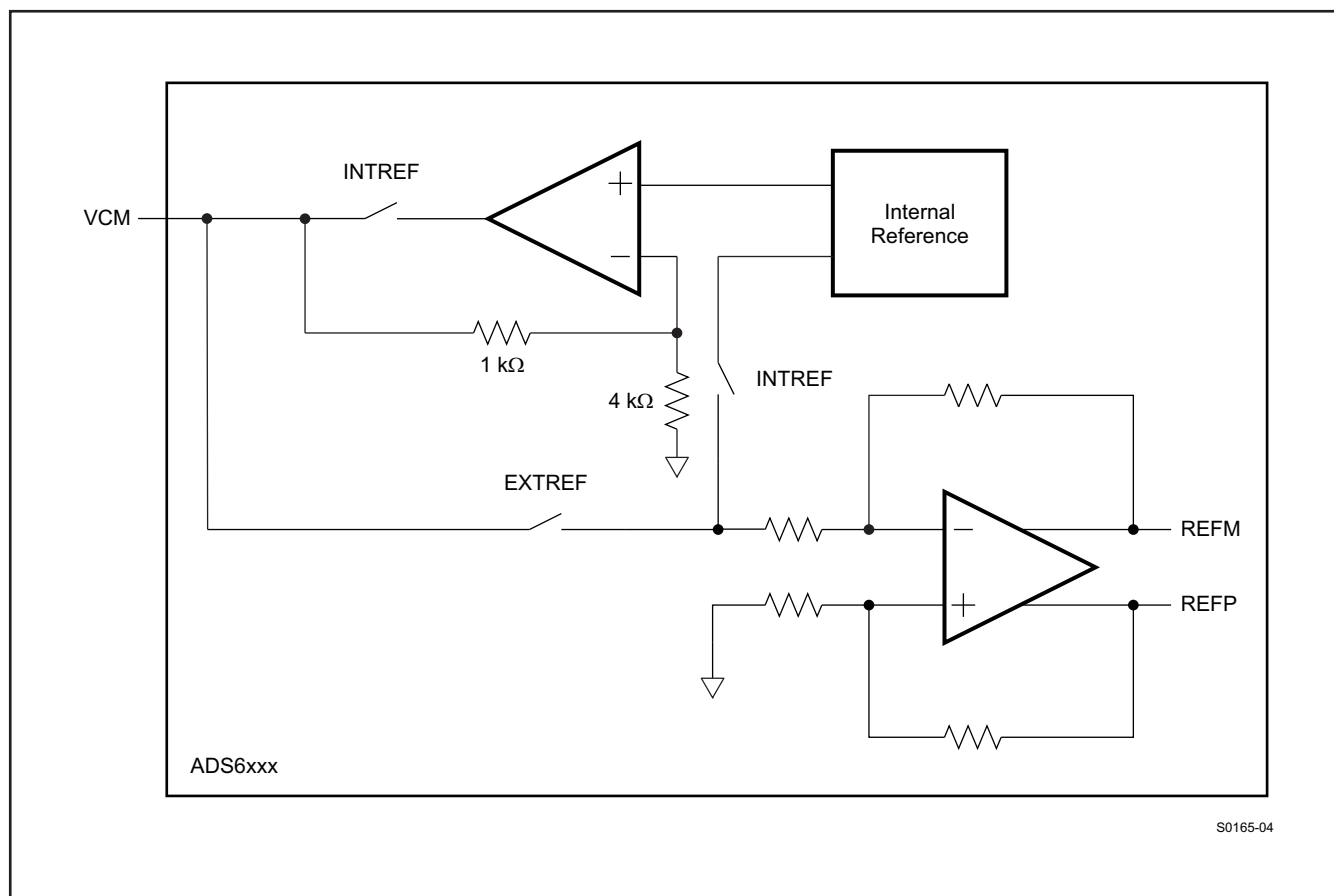 INTREF
VCM
+
−
Internal
Reference
1 kΩ
4 kΩ
INTREF
EXTREF
−
REFM
+
REFP
ADS6xxx
S0165-04